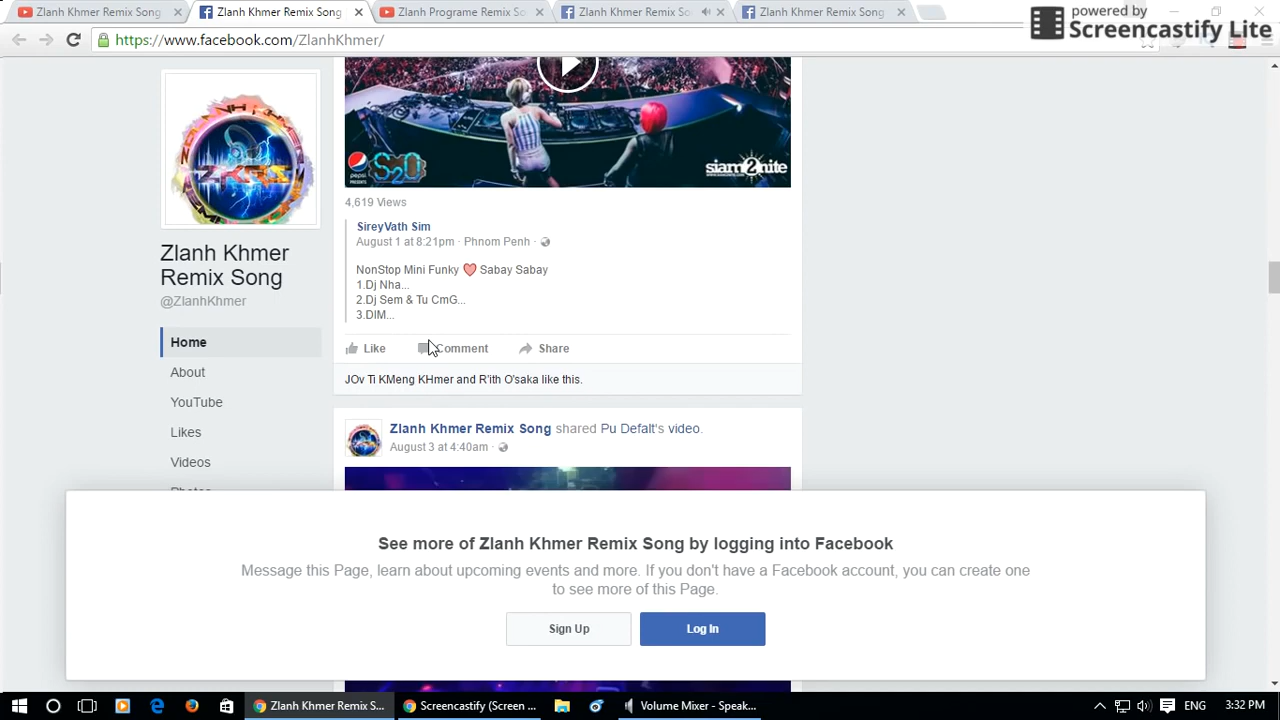 Zlanh Khmer Remix Song
Zlanh Khmer Remix Song
Zlanh Programe Remix So
Zlanh Khmer Remix So
Zlanh Khmer Remix Song
powered by
Screencastify Lite
https://www.facebook.com/ZlanhKhmer/
pepsi
PRESENTS
S2O
siam2nite
ZKRS
4,619 Views
SireyVath Sim
August 1 at 8:21pm · Phnom Penh ·
NonStop Mini Funky ❤ Sabay Sabay
1.Dj Nha...
2.Dj Sem & Tu CmG...
3.DIM...
Like Comment Share
JOv Ti KMeng KHmer and R'ith O'saka like this.
Zlanh Khmer
Remix Song
@ZlanhKhmer
Home
About
YouTube
Likes
Videos
Photos
Zlanh Khmer Remix Song shared Pu Defalt's video.
August 3 at 4:40am ·
See more of Zlanh Khmer Remix Song by logging into Facebook
Message this Page, learn about upcoming events and more. If you don't have a Facebook account, you can create one
to see more of this Page.
Sign Up
Log In
Zlanh Khmer Remix S...
Screencastify (Screen ...
Volume Mixer - Speak...
ENG
3:32 PM